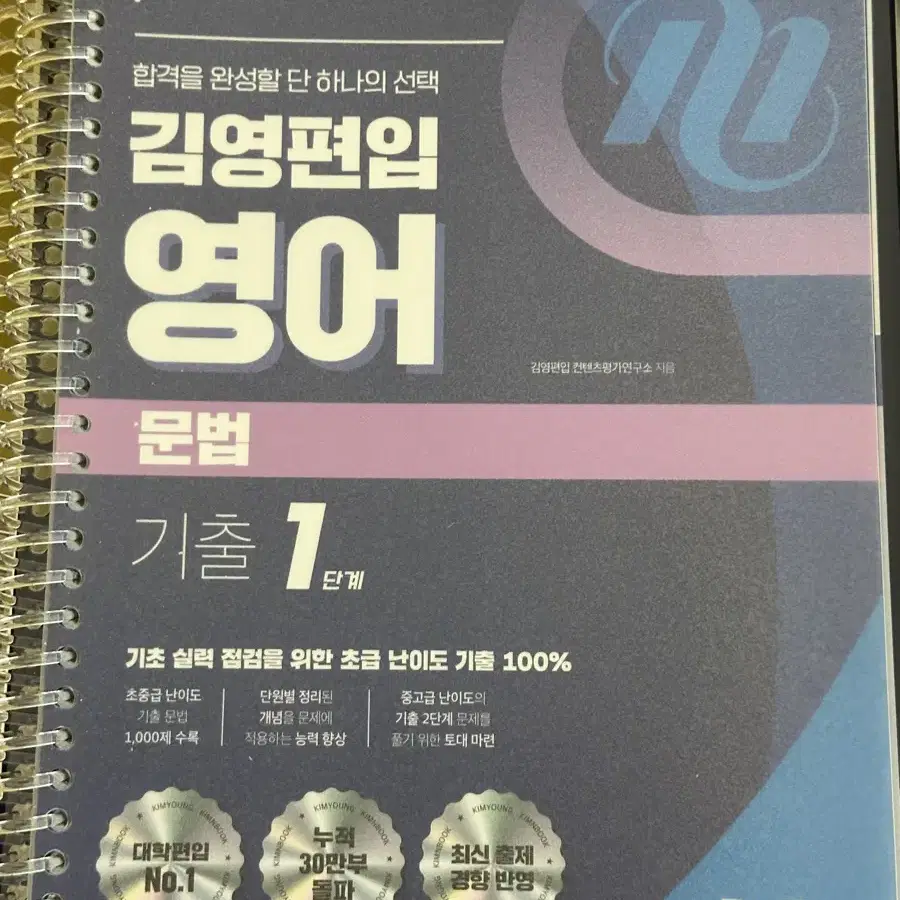 합격을 완성할 단 하나의 선택
김영편입
영어
김영편입 컨텐츠평가연구소 지음
문법
기출 1단계
기초 실력 점검을 위한 초급 난이도 기출 100%
초중급 난이도
기출 문법
1,000제 수록
단원별 정리된
개념을 문제에
적용하는 능력 향상
중고급 난이도의
기출 2단계 문제를
풀기 위한 토대 마련
KIMYOUNG
KIMNBOOK
대학편입
No.1
KIMYOUNG
KIMNBOOK
누적
30만부
돌파
KIMYOUNG
KIMNBOOK
최신 출제
경향 반영